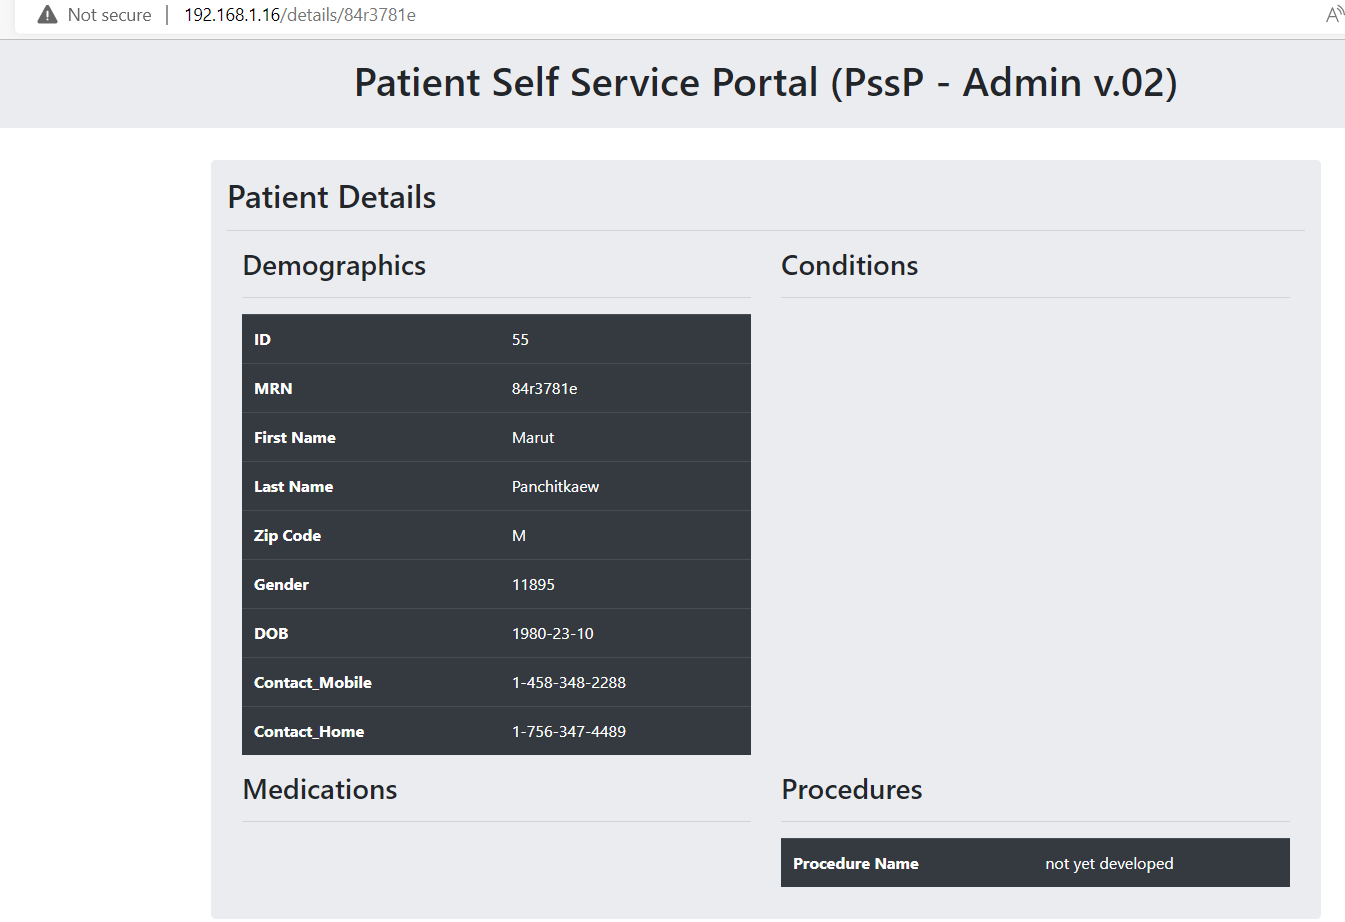 Not secure | 192.168.1.16/details/84r3781e A
Patient Self Service Portal (PssP - Admin v.02)
Patient Details
Demographics
ID 55
MRN 84r3781e
First Name Marut
Last Name Panchitkaew
Zip Code M
Gender 11895
DOB 1980-23-10
Contact_Mobile 1-458-348-2288
Contact_Home 1-756-347-4489
Conditions
Medications
Procedures
Procedure Name not yet developed